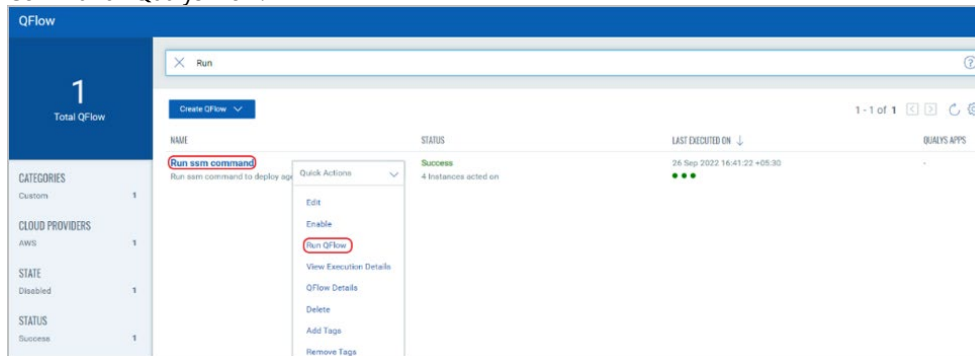 QFlow
1
Total QFlow
Run
Create QFlow
1 - 1 of 1
NAME STATUS LAST EXECUTED ON QUALYS APPS
Run ssm command Success 26 Sep 2022 16:41:22 +05:30 -
Run ssm command to deploy 4 Instances acted on
Quick Actions
Edit
Enable
Run QFlow
View Execution Details
QFlow Details
Delete
Add Tags
Remove Tags
CATEGORIES
Custom 1
CLOUD PROVIDERS
AWS 1
STATE
Disabled 1
STATUS
Success 1